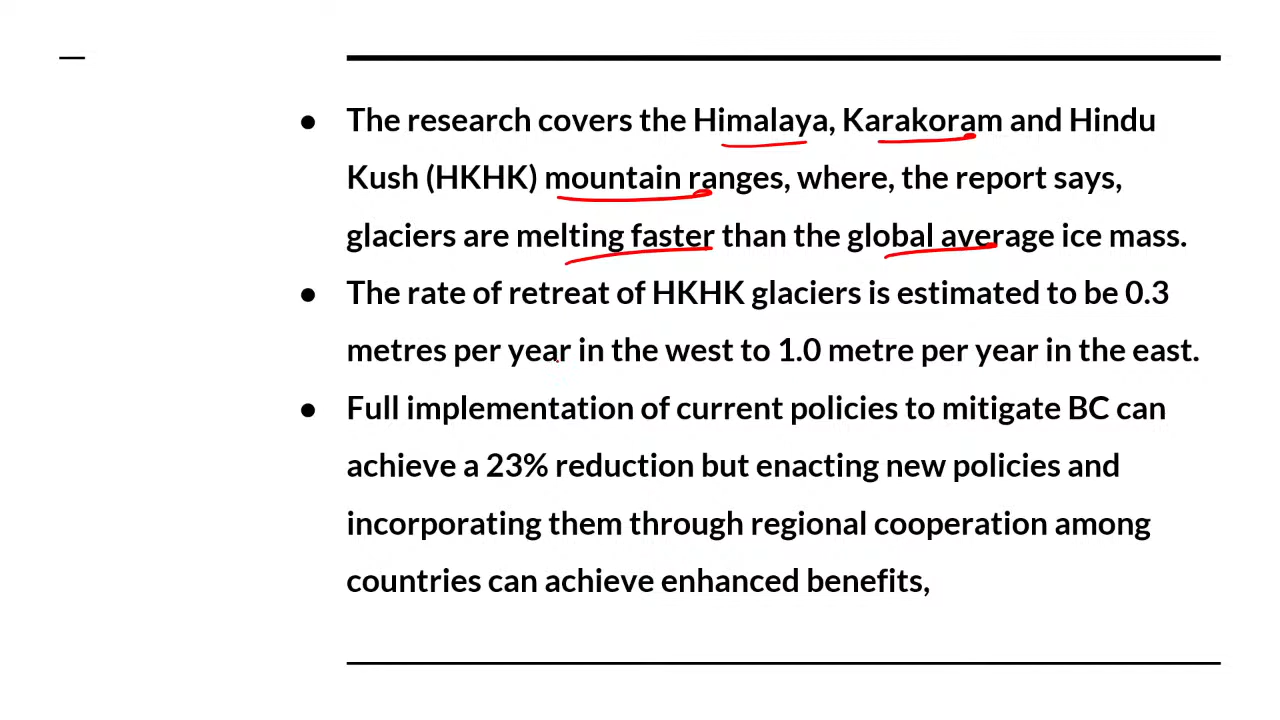 ● The research covers the Himalaya, Karakoram and Hindu
Kush (HKHK) mountain ranges, where, the report says,
glaciers are melting faster than the global average ice mass.
● The rate of retreat of HKHK glaciers is estimated to be 0.3
metres per year in the west to 1.0 metre per year in the east.
● Full implementation of current policies to mitigate BC can
achieve a 23% reduction but enacting new policies and
incorporating them through regional cooperation among
countries can achieve enhanced benefits,